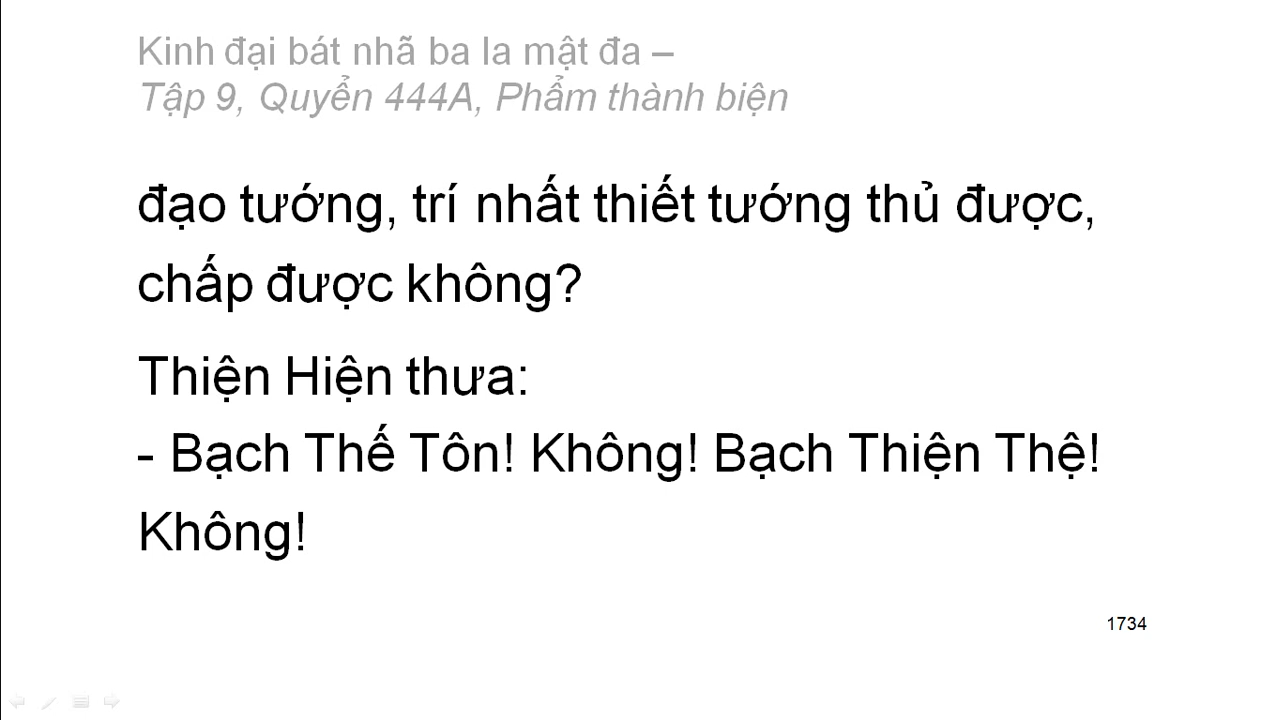 Kinh đại bát nhã ba la mật đa –
Tập 9, Quyển 444A, Phẩm thành biện
đạo tướng, trí nhất thiết tướng thủ được,
chấp được không?
Thiện Hiện thưa:
- Bạch Thế Tôn! Không! Bạch Thiện Thệ!
Không!
1734